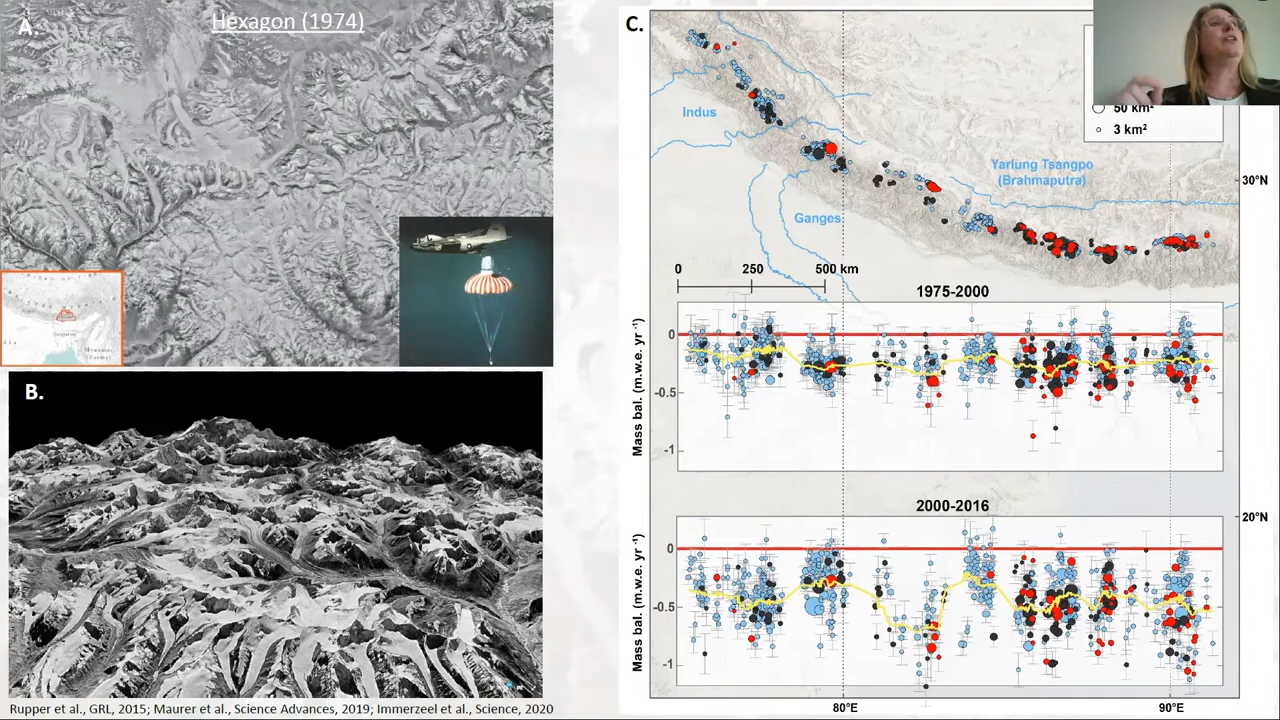 A.
Hexagon (1974)
Myanmar
(Burma)
B.
Rupper et al., GRL, 2015; Maurer et al., Science Advances, 2019; Immerzeel et al., Science, 2020
C.
50 km²
3 km²
Indus
Yarlung Tsangpo
(Brahmaputra)
30°N
Ganges
0 250 500 km
1975-2000
Mass bal. (m.w.e. yr⁻¹)
0
-0.5
-1
2000-2016
20°N
Mass bal. (m.w.e. yr⁻¹)
0
-0.5
-1
80°E 90°E